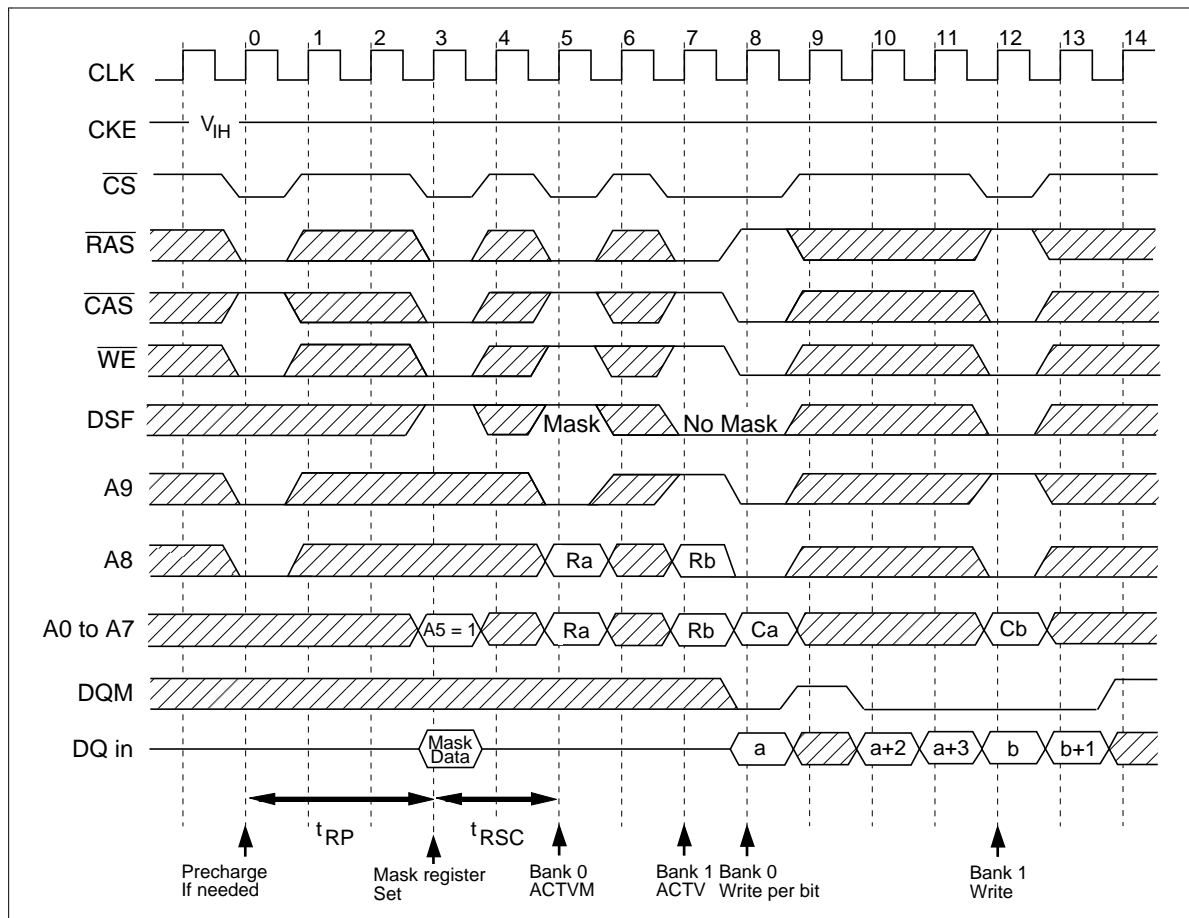 0 1 2 3 4 5 6 7 8 9 10 11 12 13 14
CLK
CKE VIH
CS
RAS
CAS
WE
DSF Mask No Mask
A9
A8 Ra Rb
A0 to A7 A5 = 1 Ra Rb Ca Cb
DQM
DQ in Mask Data a a+2 a+3 b b+1
tRP tRSC
Precharge
If needed
Mask register
Set
Bank 0
ACTVM
Bank 1
ACTV
Bank 0
Write per bit
Bank 1
Write